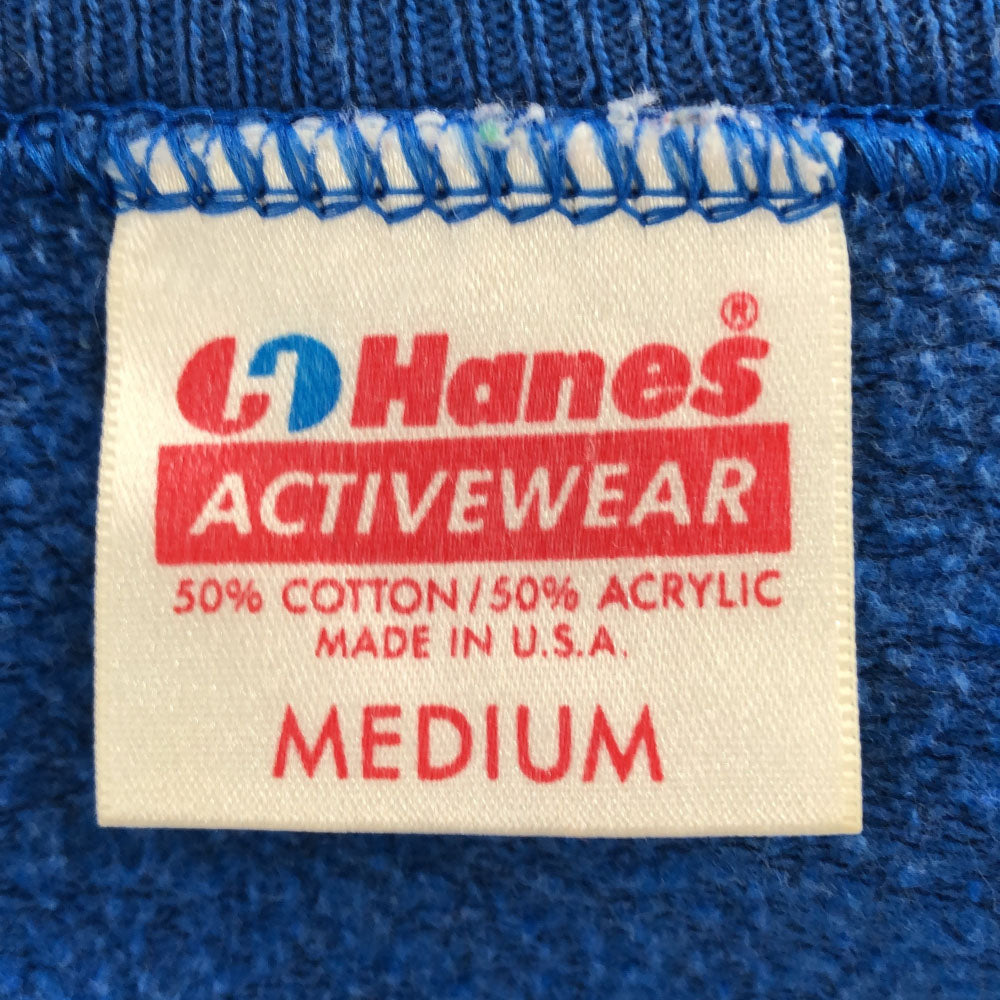 Hanes®
ACTIVEWEAR
50% COTTON/50% ACRYLIC
MADE IN U.S.A.
MEDIUM